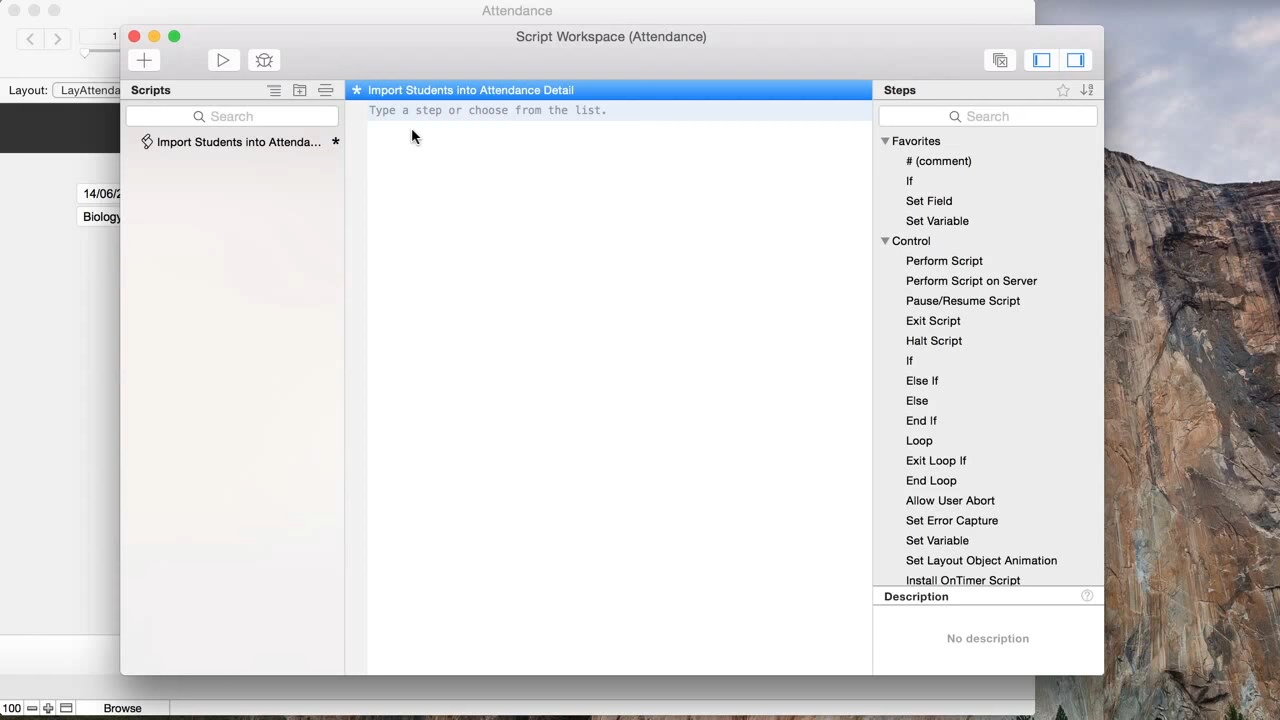 Attendance
1
Script Workspace (Attendance)
Layout: LayAttenda
Scripts
Import Students into Attendance Detail
Steps
Search
Type a step or choose from the list.
Search
Import Students into Attenda... *
Favorites
# (comment)
If
Set Field
Set Variable
Control
Perform Script
Perform Script on Server
Pause/Resume Script
Exit Script
Halt Script
If
Else If
Else
End If
Loop
Exit Loop If
End Loop
Allow User Abort
Set Error Capture
Set Variable
Set Layout Object Animation
Install OnTimer Script
14/06/2
Biology
Description
No description
100
Browse